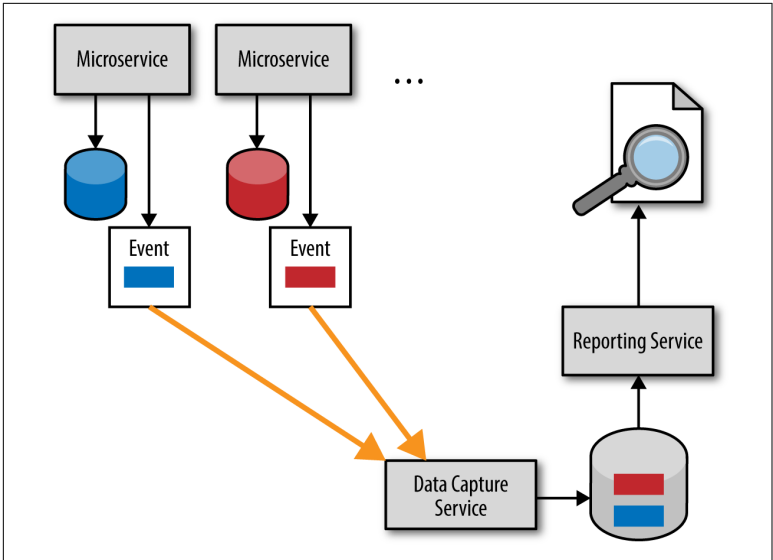 Microservice
Microservice
...
Event
Event
Reporting Service
Data Capture
Service